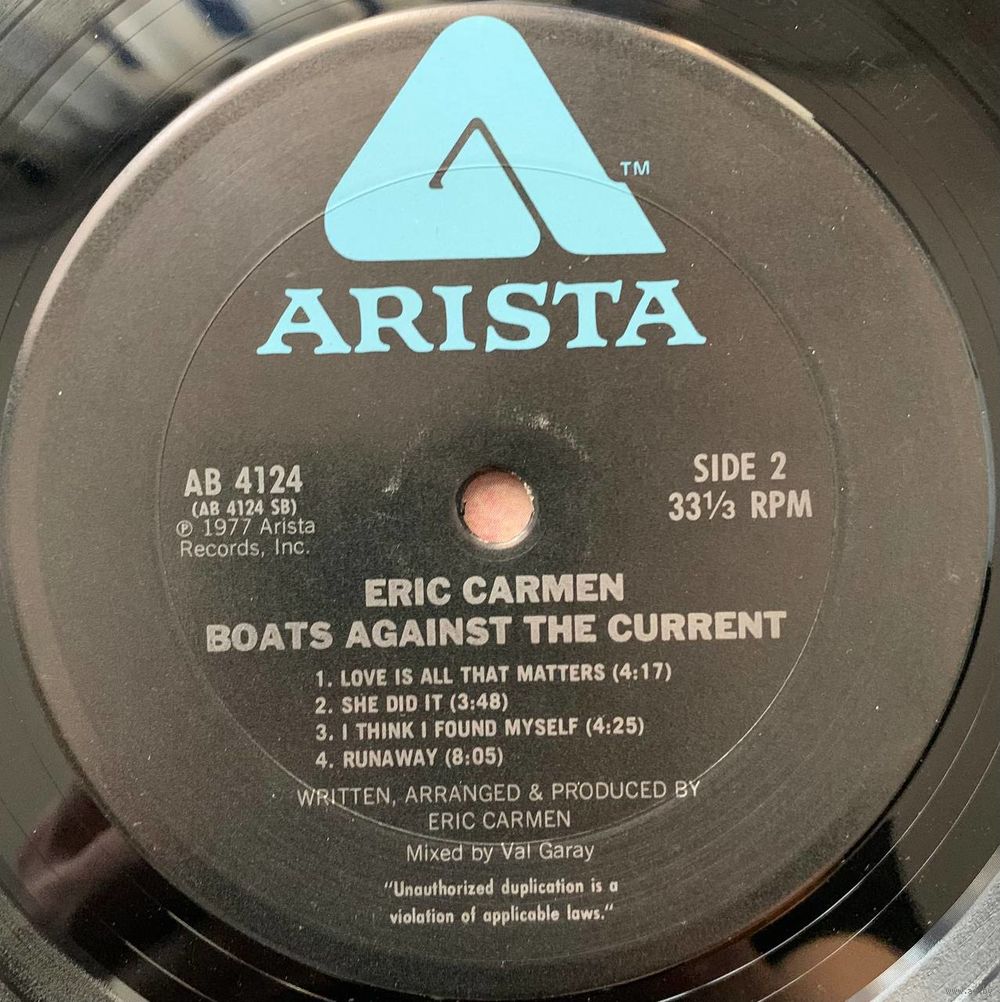 TM
ARISTA
AB 4124
(AB 4124 SB)
℗ 1977 Arista
Records, Inc.
SIDE 2
33⅓ RPM
ERIC CARMEN
BOATS AGAINST THE CURRENT
1. LOVE IS ALL THAT MATTERS (4:17)
2. SHE DID IT (3:48)
3. I THINK I FOUND MYSELF (4:25)
4. RUNAWAY (8:05)
WRITTEN, ARRANGED & PRODUCED BY
ERIC CARMEN
Mixed by Val Garay
"Unauthorized duplication is a
violation of applicable laws."